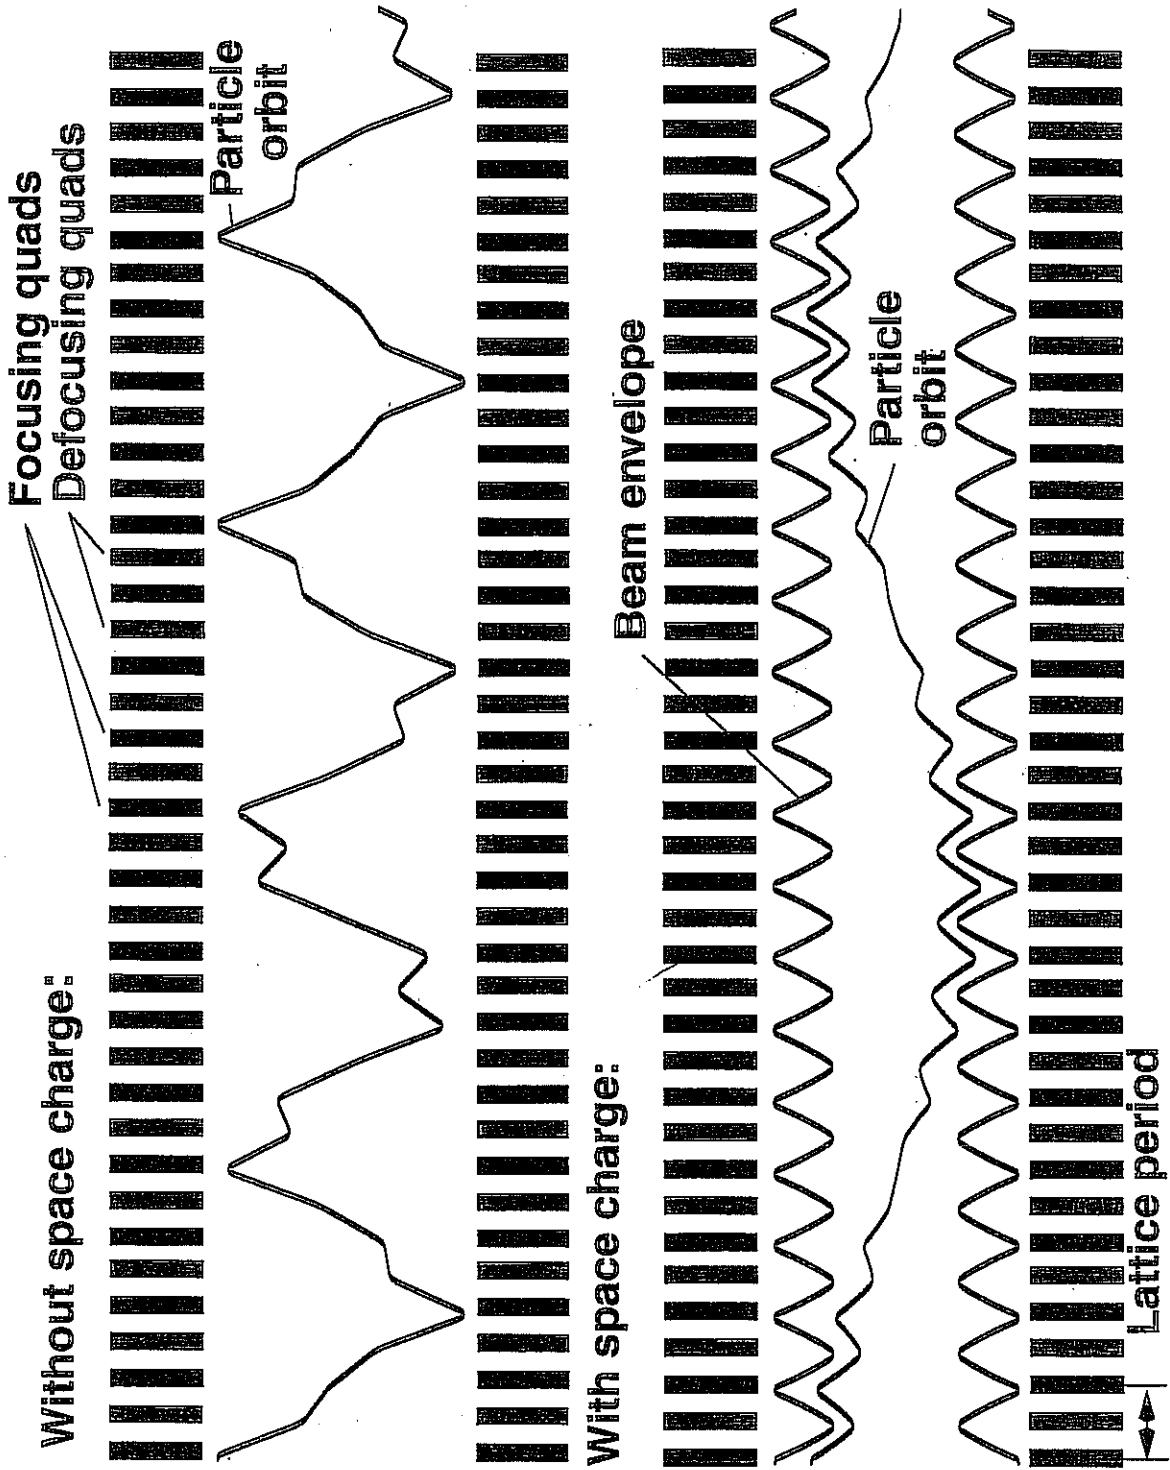 Without space charge:
Focusing quads
Defocusing quads
Particle
orbit
With space charge:
Beam envelope
Particle
orbit
Lattice period